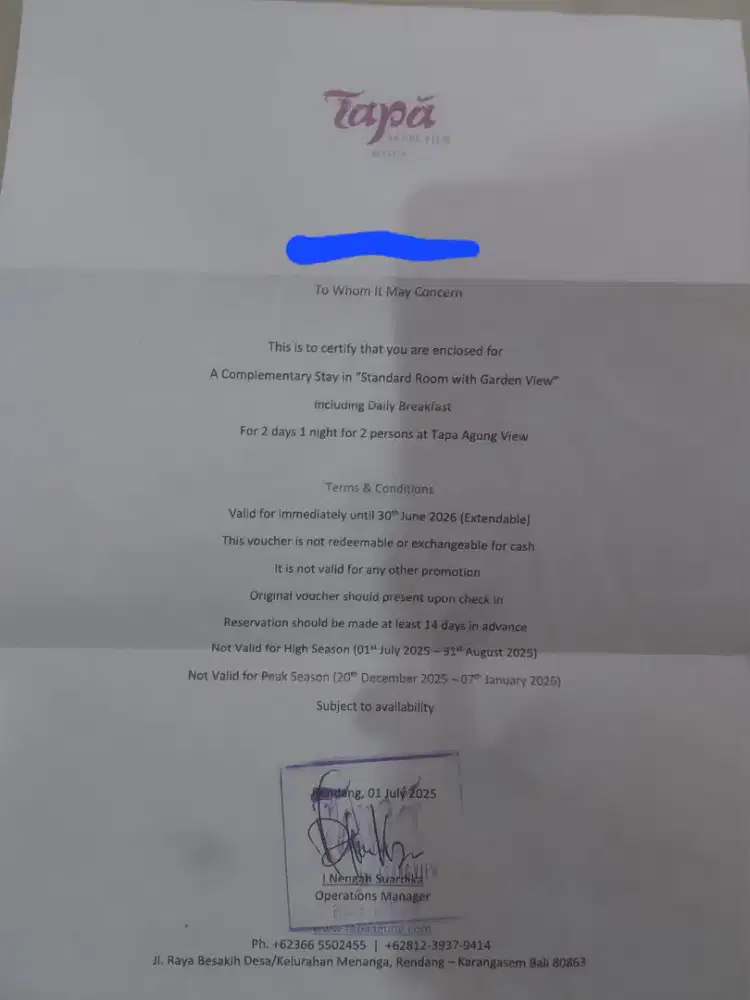 Tapă
AGUNG VIEW
To Whom It May Concern
This is to certify that you are enclosed for
A Complementary Stay in "Standard Room with Garden View"
Including Daily Breakfast
For 2 days 1 night for 2 persons at Tapa Agung View
Terms & Conditions
Valid for immediately until 30th June 2026 (Extendable)
This voucher is not redeemable or exchangeable for cash
It is not valid for any other promotion
Original voucher should present upon check in
Reservation should be made at least 14 days in advance
Not Valid for High Season (01st July 2025 – 31st August 2025)
Not Valid for Peak Season (20th December 2025 – 07th January 2026)
Subject to availability
Rendang, 01 July 2025
I Nengah Suardika
Operations Manager
www.tapaagung.com
Ph. +62366 5502455 | +62812-3937-9414
Jl. Raya Besakih Desa/Kelurahan Menanga, Rendang – Karangasem Bali 80863